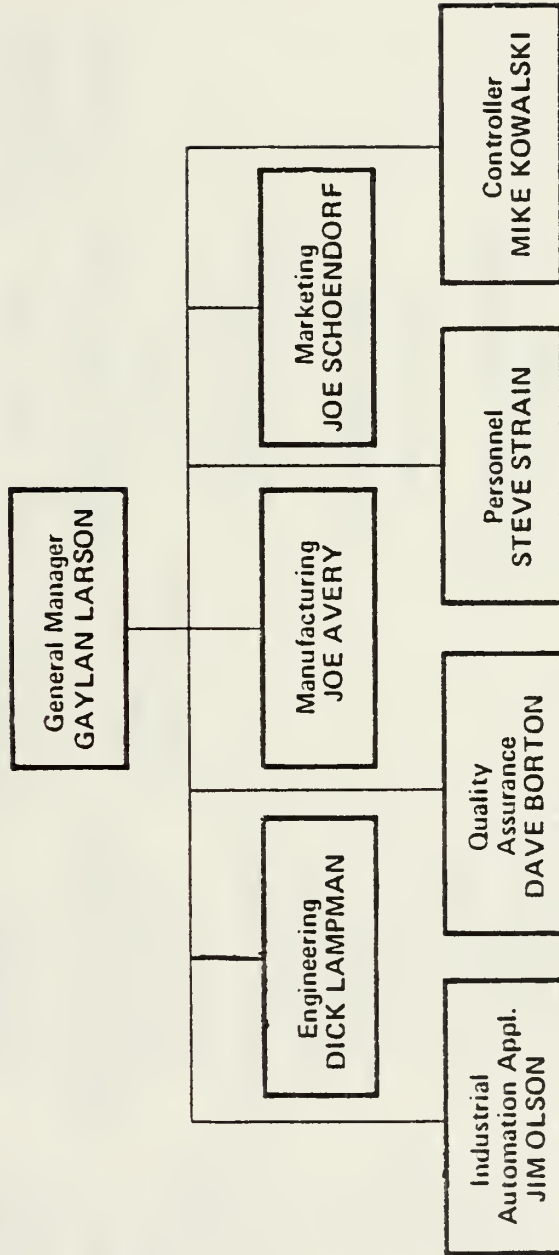 General Manager
GAYLAN LARSON
Engineering
DICK LAMPMAN
Manufacturing
JOE AVERY
Marketing
JOE SCHOENDORF
Industrial
Automation Appl.
JIM OLSON
Quality
Assurance
DAVE BORTON
Personnel
STEVE STRAIN
Controller
MIKE KOWALSKI